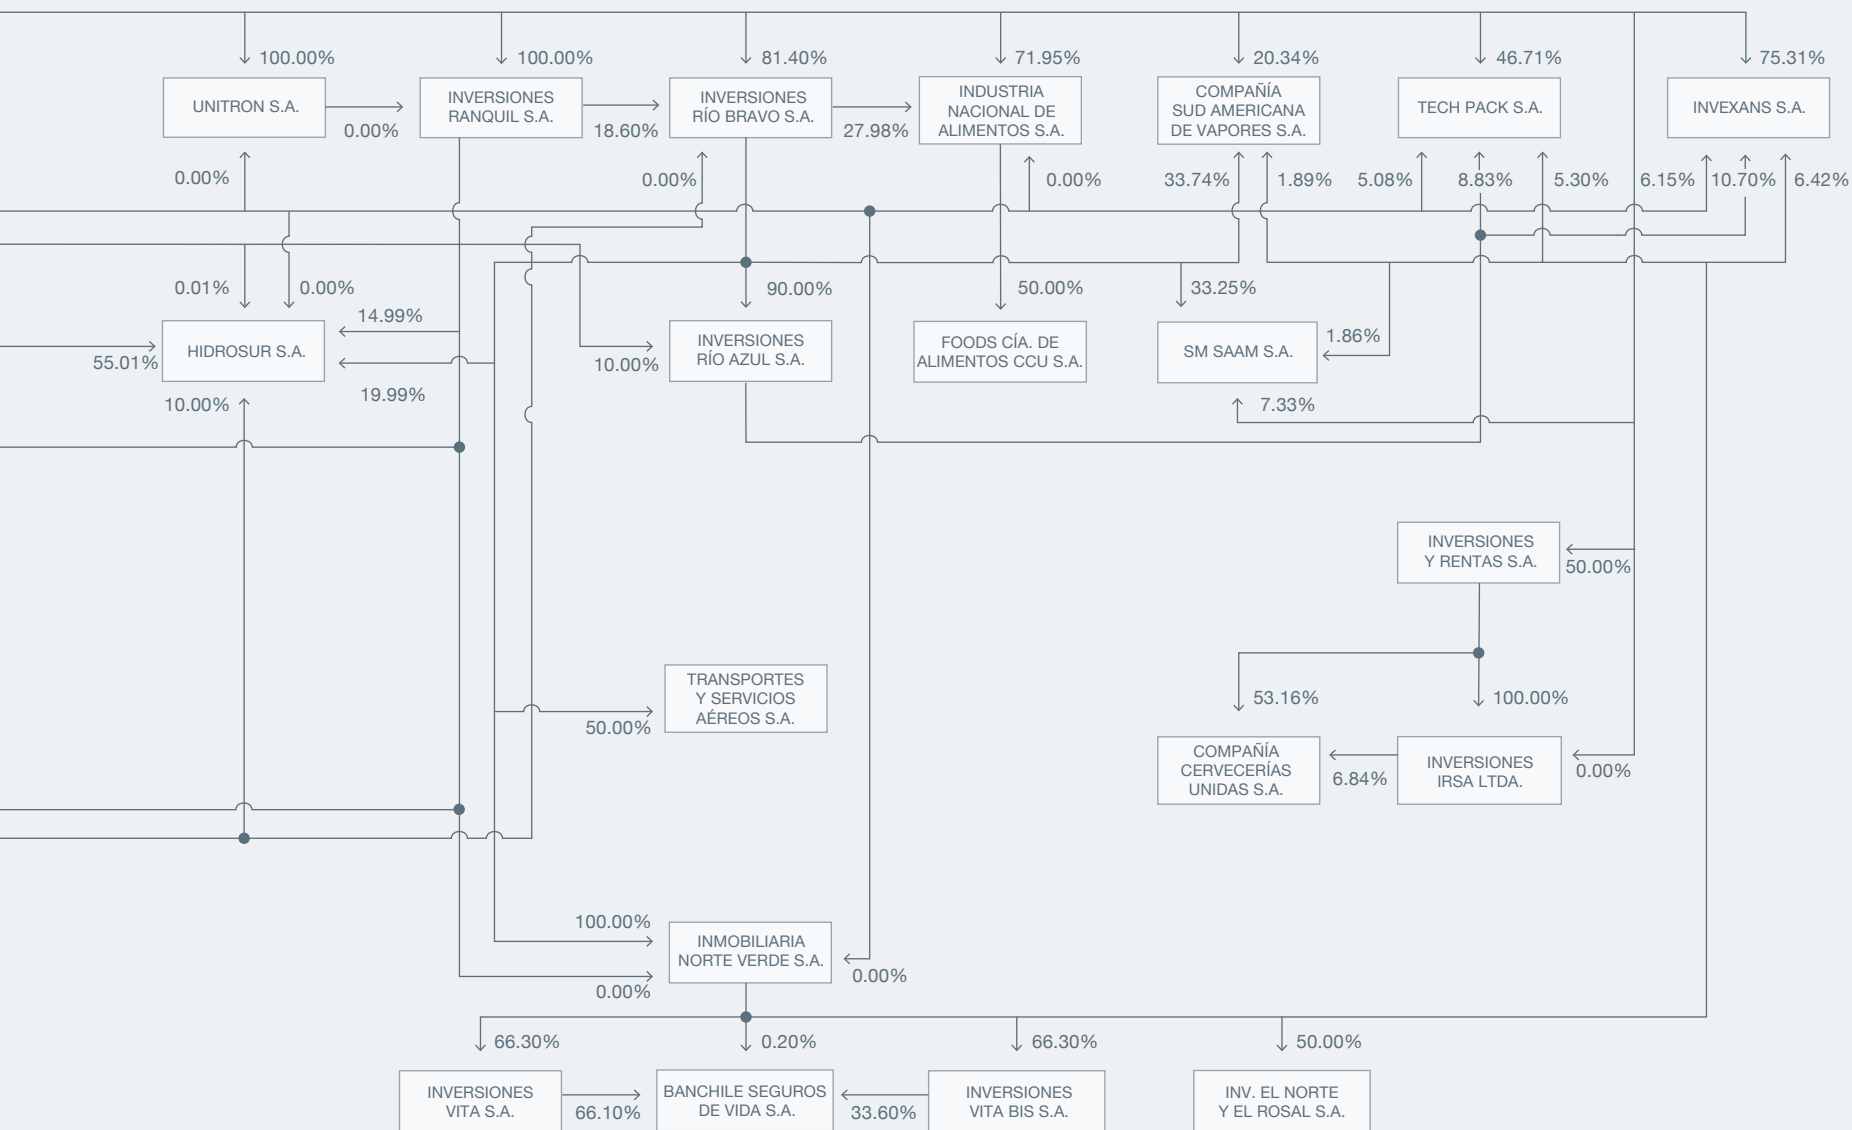 100.00%
100.00%
81.40%
71.95%
20.34%
46.71%
75.31%
UNITRON S.A.
0.00%
INVERSIONES
RANQUIL S.A.
18.60%
INVERSIONES
RÍO BRAVO S.A.
27.98%
INDUSTRIA
NACIONAL DE
ALIMENTOS S.A.
COMPAÑÍA
SUD AMERICANA
DE VAPORES S.A.
TECH PACK S.A.
INVEXANS S.A.
0.00%
0.00%
0.00%
33.74%
1.89%
5.08%
8.83%
5.30%
6.15%
10.70%
6.42%
0.01%
0.00%
90.00%
50.00%
33.25%
14.99%
55.01%
HIDROSUR S.A.
19.99%
10.00%
10.00%
INVERSIONES
RÍO AZUL S.A.
FOODS CÍA. DE
ALIMENTOS CCU S.A.
SM SAAM S.A.
1.86%
7.33%
INVERSIONES
Y RENTAS S.A.
50.00%
TRANSPORTES
Y SERVICIOS
AÉREOS S.A.
50.00%
53.16%
100.00%
COMPAÑÍA
CERVECERÍAS
UNIDAS S.A.
6.84%
INVERSIONES
IRSA LTDA.
0.00%
100.00%
INMOBILIARIA
NORTE VERDE S.A.
0.00%
0.00%
66.30%
0.20%
66.30%
50.00%
INVERSIONES
VITA S.A.
66.10%
BANCHILE SEGUROS
DE VIDA S.A.
33.60%
INVERSIONES
VITA BIS S.A.
INV. EL NORTE
Y EL ROSAL S.A.